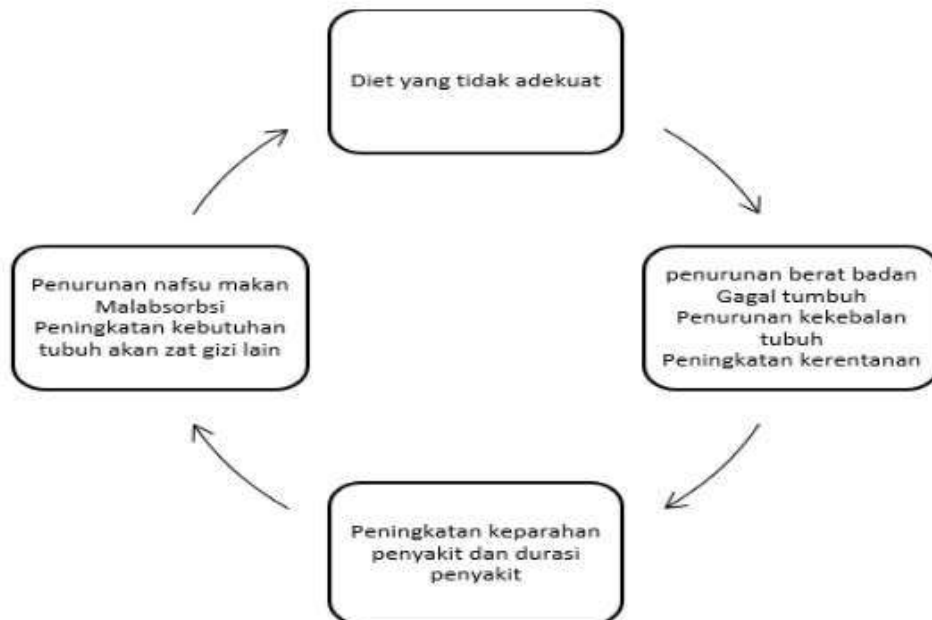 Diet yang tidak adekuat
penurunan berat badan
Gagal tumbuh
Penurunan kekebalan
tubuh
Peningkatan kerentanan
Peningkatan keparahan
penyakit dan durasi
penyakit
Penurunan nafsu makan
Malabsorbsi
Peningkatan kebutuhan
tubuh akan zat gizi lain